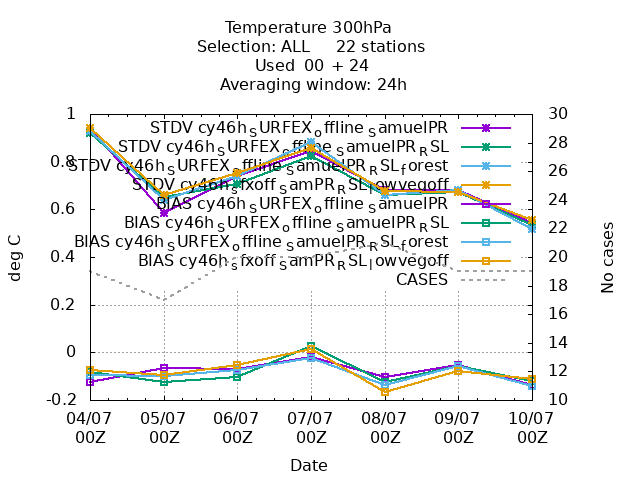 Temperature 300hPa
Selection: ALL 22 stations
Used 00 + 24
Averaging window: 24h
1
0.8
0.6
0.4
0.2
0
-0.2
deg C
30
28
26
24
22
20
18
16
14
12
10
No cases
STDV cy46h_SURFEX_offline_SamuelPR
STDV cy46h_SURFEX_offline_SamuelPR_RSL
STDV cy46h_SURFEX_offline_SamuelPR_RSL_forest
STDV cy46h_sfxoff_SamPR_RSL_lowvegoff
BIAS cy46h_SURFEX_offline_SamuelPR
BIAS cy46h_SURFEX_offline_SamuelPR_RSL
BIAS cy46h_SURFEX_offline_SamuelPR_RSL_forest
BIAS cy46h_sfxoff_SamPR_RSL_lowvegoff
CASES
04/07 05/07 06/07 07/07 08/07 09/07 10/07
00Z 00Z 00Z 00Z 00Z 00Z 00Z
Date